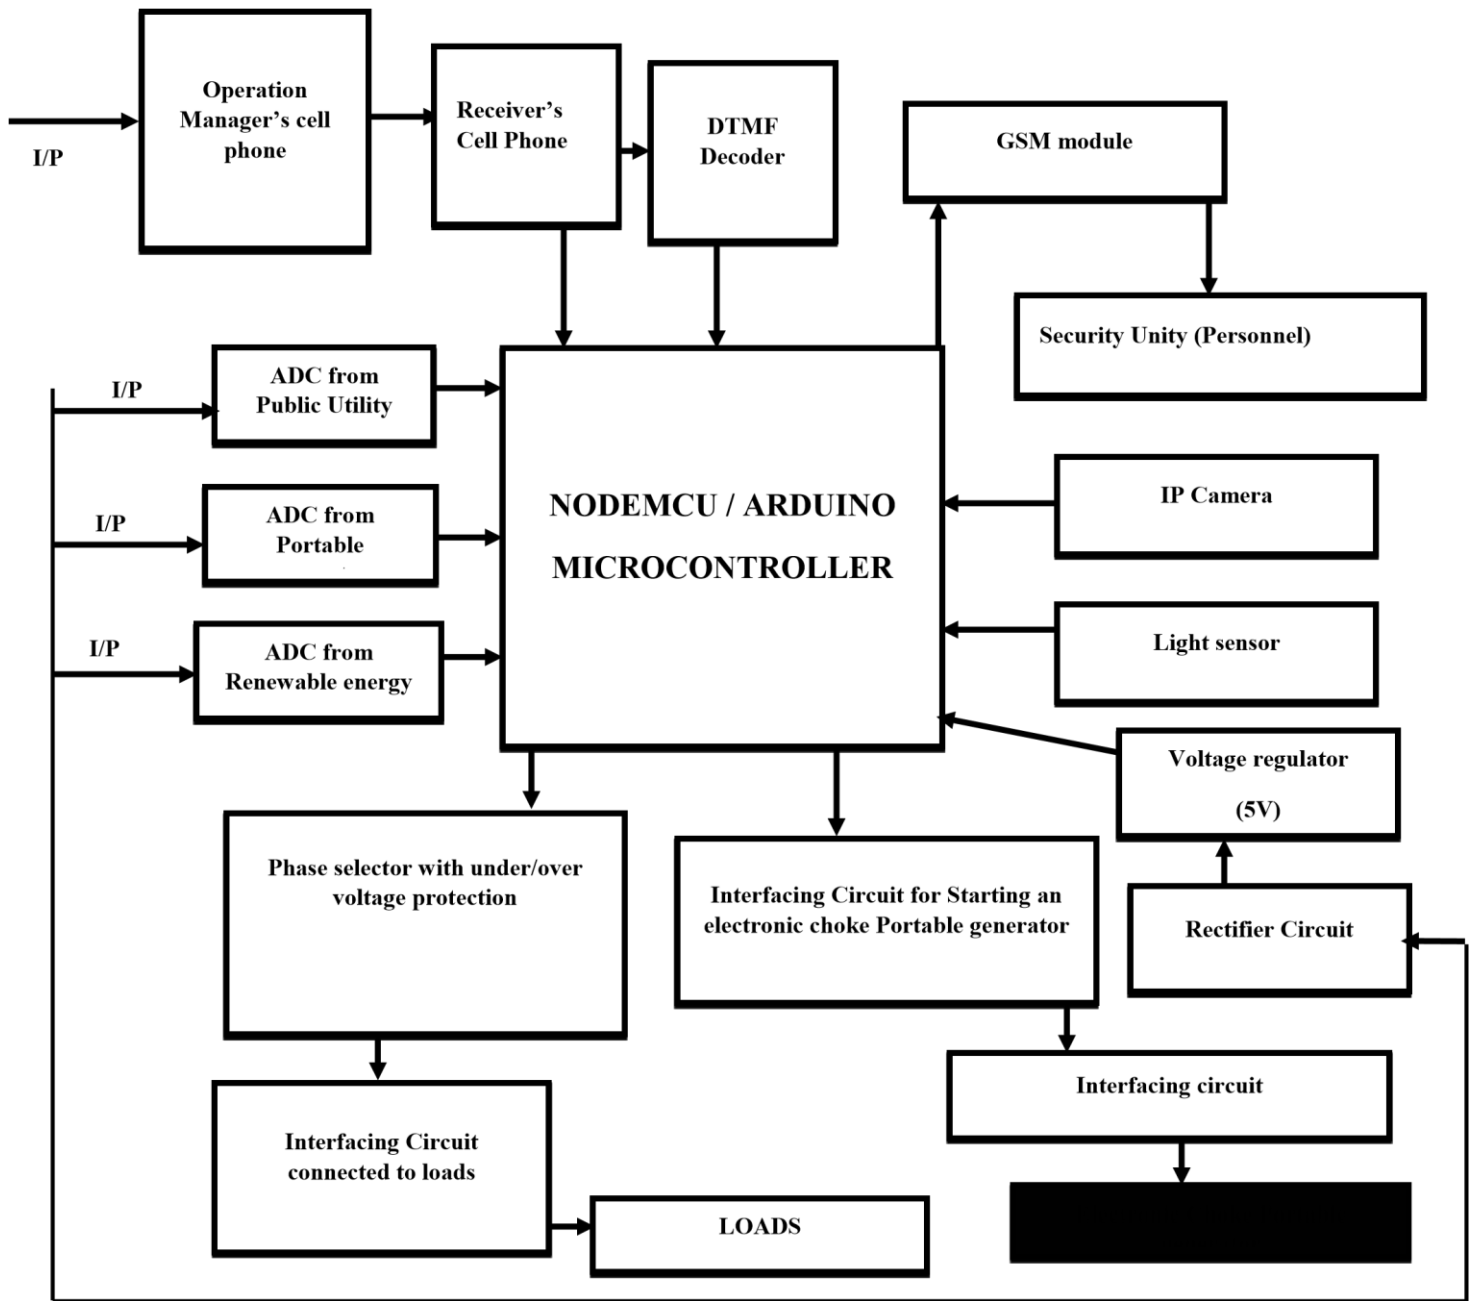 Operation
Manager's cell
phone
I/P
Receiver's
Cell Phone
DTMF
Decoder
GSM module
Security Unity (Personnel)
I/P
ADC from
Public Utility
I/P
ADC from
Portable
I/P
ADC from
Renewable energy
NODEMCU / ARDUINO
MICROCONTROLLER
IP Camera
Light sensor
Voltage regulator
(5V)
Rectifier Circuit
Phase selector with under/over
voltage protection
Interfacing Circuit for Starting an
electronic choke Portable generator
Interfacing circuit
Interfacing Circuit
connected to loads
LOADS